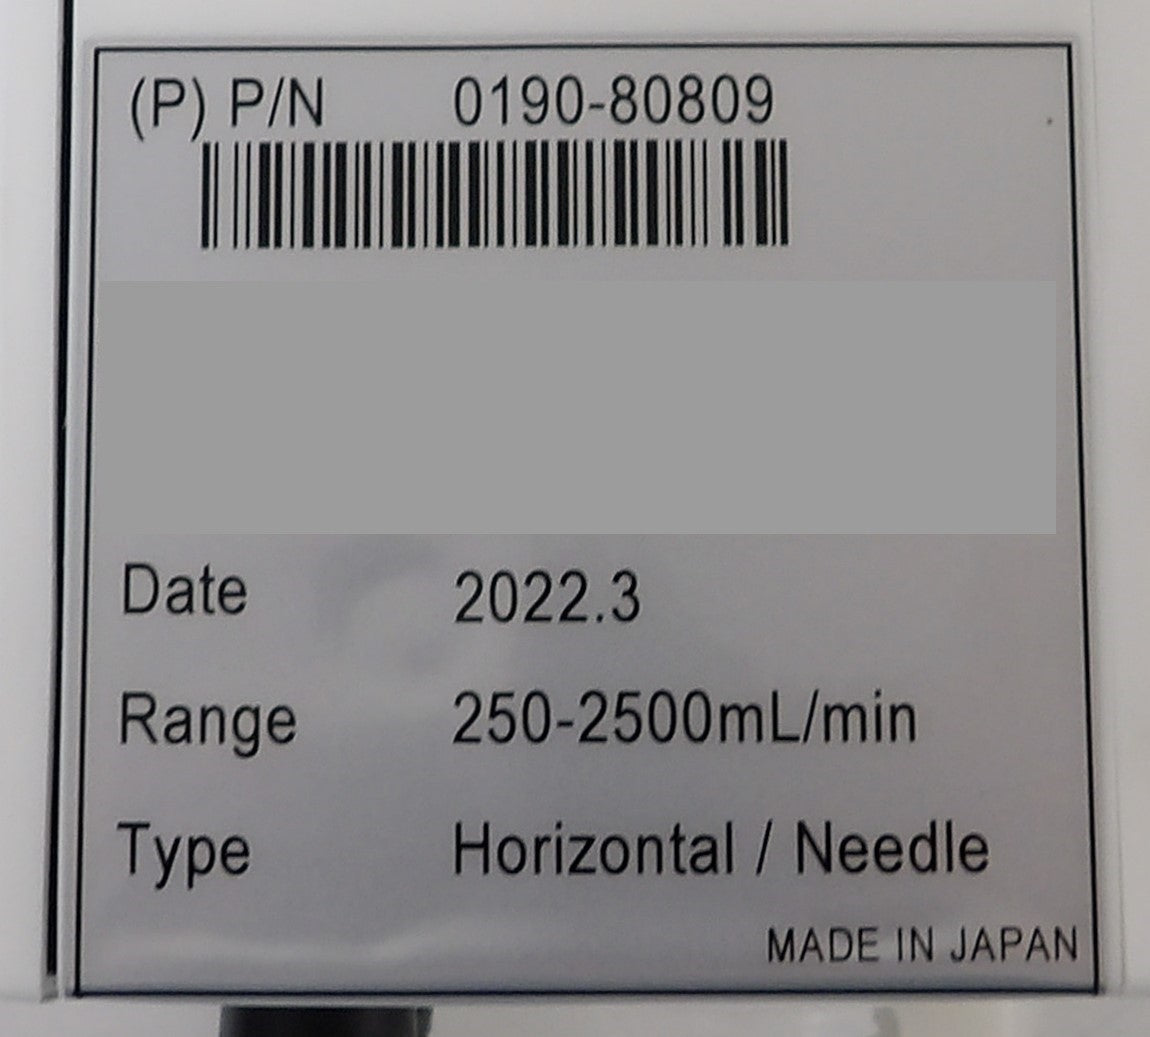 (P) P/N 0190-80809
Date 2022.3
Range 250-2500mL/min
Type Horizontal / Needle
MADE IN JAPAN